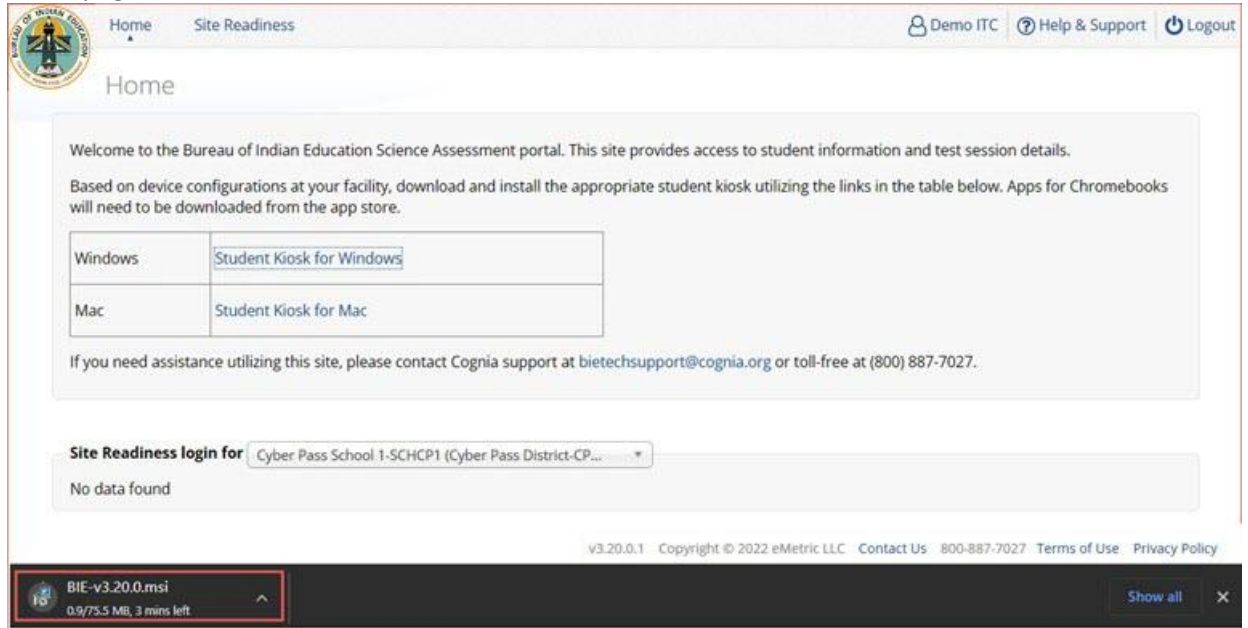 BUREAU OF INDIAN EDUCATION
Home Site Readiness Demo ITC Help & Support Logout
Home
Welcome to the Bureau of Indian Education Science Assessment portal. This site provides access to student information and test session details.
Based on device configurations at your facility, download and install the appropriate student kiosk utilizing the links in the table below. Apps for Chromebooks
will need to be downloaded from the app store.
Windows Student Kiosk for Windows
Mac Student Kiosk for Mac
If you need assistance utilizing this site, please contact Cognia support at bietechsupport@cognia.org or toll-free at (800) 887-7027.
Site Readiness login for Cyber Pass School 1-SCHCP1 (Cyber Pass District-CP...
No data found
v3.20.0.1 Copyright © 2022 eMetric LLC Contact Us 800-887-7027 Terms of Use Privacy Policy
BIE-v3.20.0.msi
0.9/75.5 MB, 3 mins left
Show all